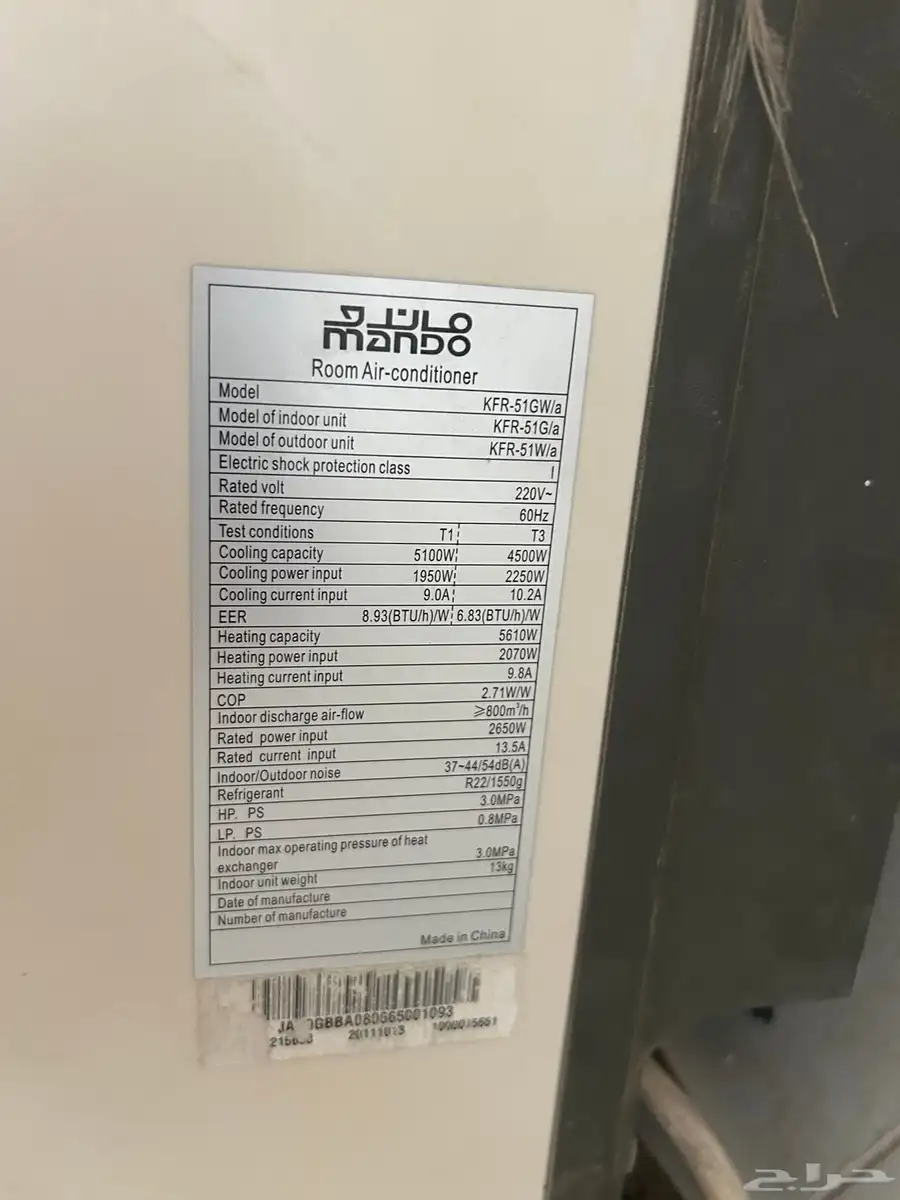 ماندو
mando
Room Air-conditioner
Model KFR-51GW/a
Model of indoor unit KFR-51G/a
Model of outdoor unit KFR-51W/a
Electric shock protection class I
Rated volt 220V~
Rated frequency 60Hz
Test conditions T1 T3
Cooling capacity 5100W 4500W
Cooling power input 1950W 2250W
Cooling current input 9.0A 10.2A
EER 8.93(BTU/h)/W 6.83(BTU/h)/W
Heating capacity 5610W
Heating power input 2070W
Heating current input 9.8A
COP 2.71W/W
Indoor discharge air-flow ≥800m³/h
Rated power input 2650W
Rated current input 13.5A
Indoor/Outdoor noise 37~44/54dB(A)
Refrigerant R22/1550g
HP. PS 3.0MPa
LP. PS 0.8MPa
Indoor max operating pressure of heat
exchanger 3.0MPa
Indoor unit weight 13kg
Date of manufacture
Number of manufacture
Made in China
حراج